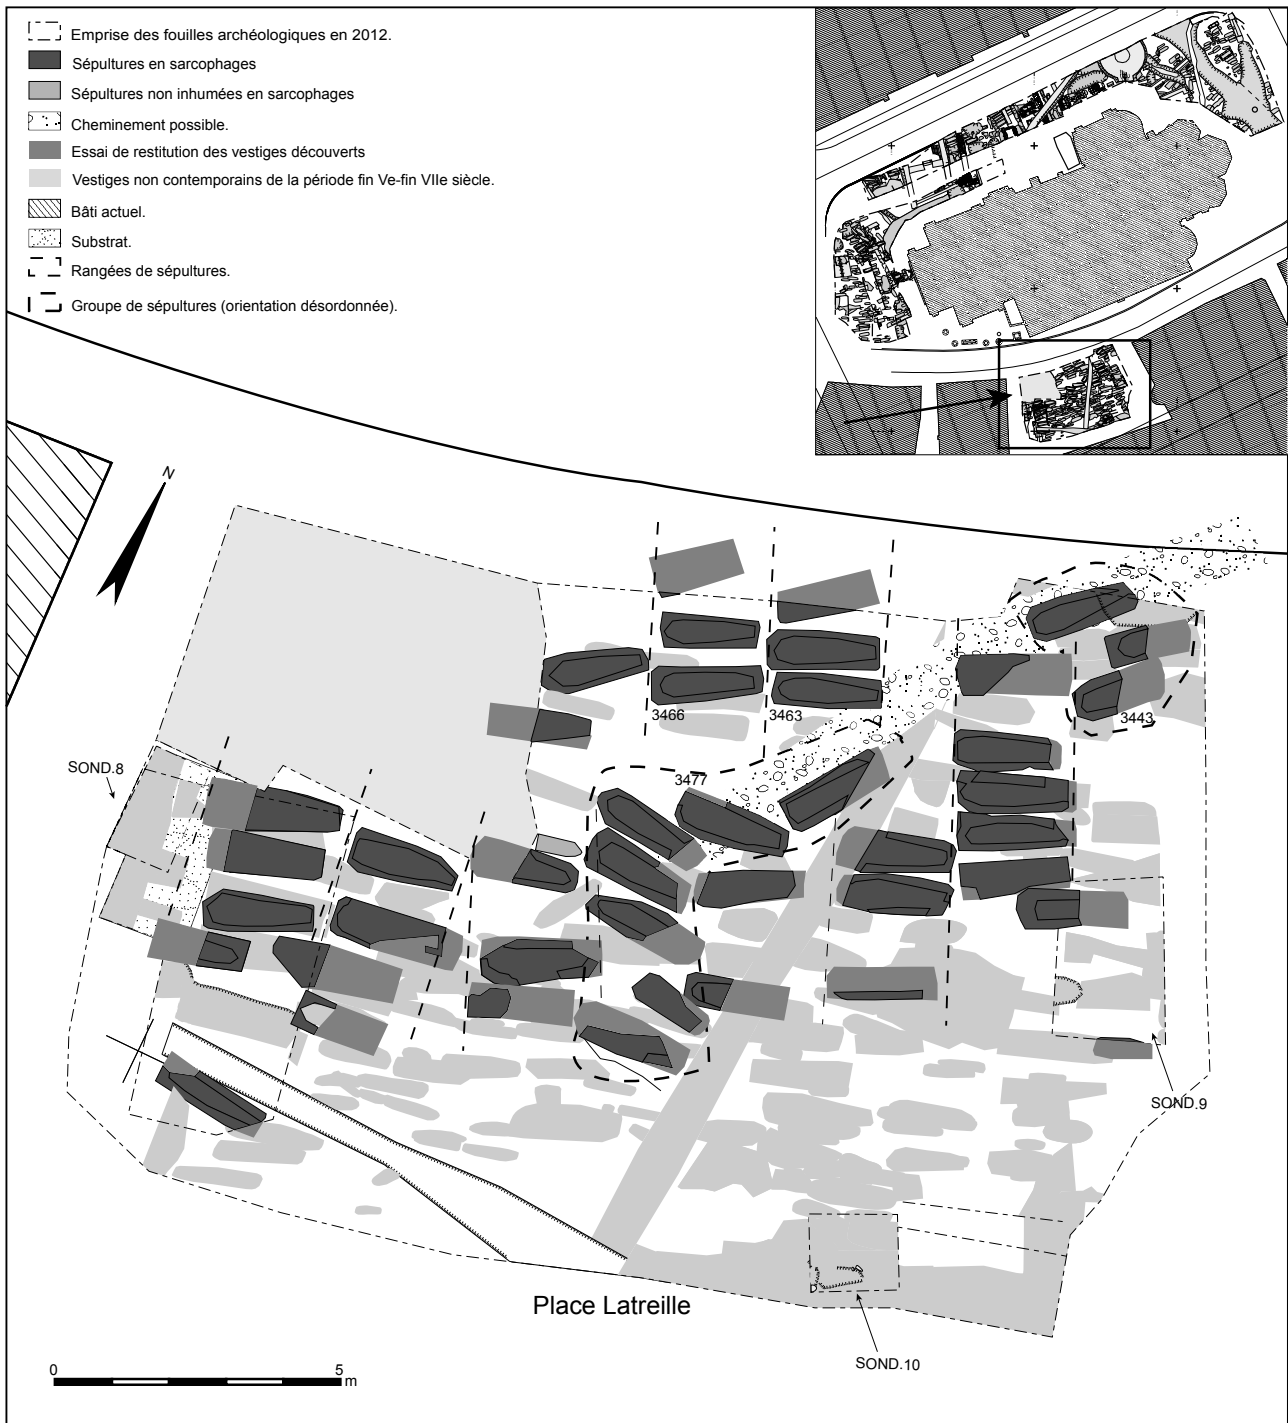 Emprise des fouilles archéologiques en 2012.
Sépultures en sarcophages
Sépultures non inhumées en sarcophages
Cheminement possible.
Essai de restitution des vestiges découverts
Vestiges non contemporains de la période fin Ve-fin VIIe siècle.
Bâti actuel.
Substrat.
Rangées de sépultures.
Groupe de sépultures (orientation désordonnée).
N
3466
3463
3443
SOND.8
3477
SOND.9
Place Latreille
SOND.10
0 5
m